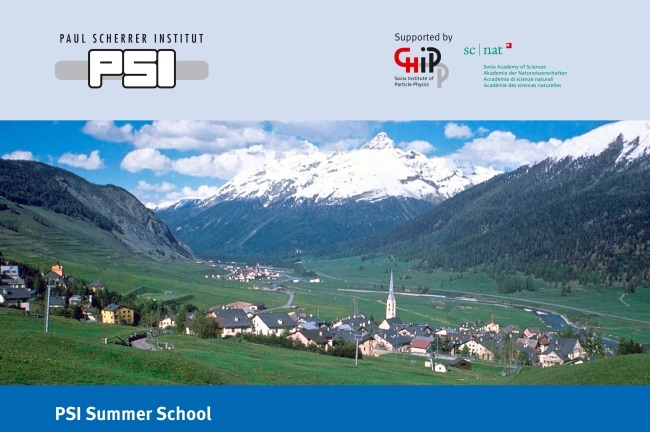 PAUL SCHERRER INSTITUT
PSI
Supported by
CHiPP
Swiss Institute of
Particle Physics
sc | nat
Swiss Academy of Sciences
Akademie der Naturwissenschaften
Accademia di scienze naturali
Académie des sciences naturelles
PSI Summer School